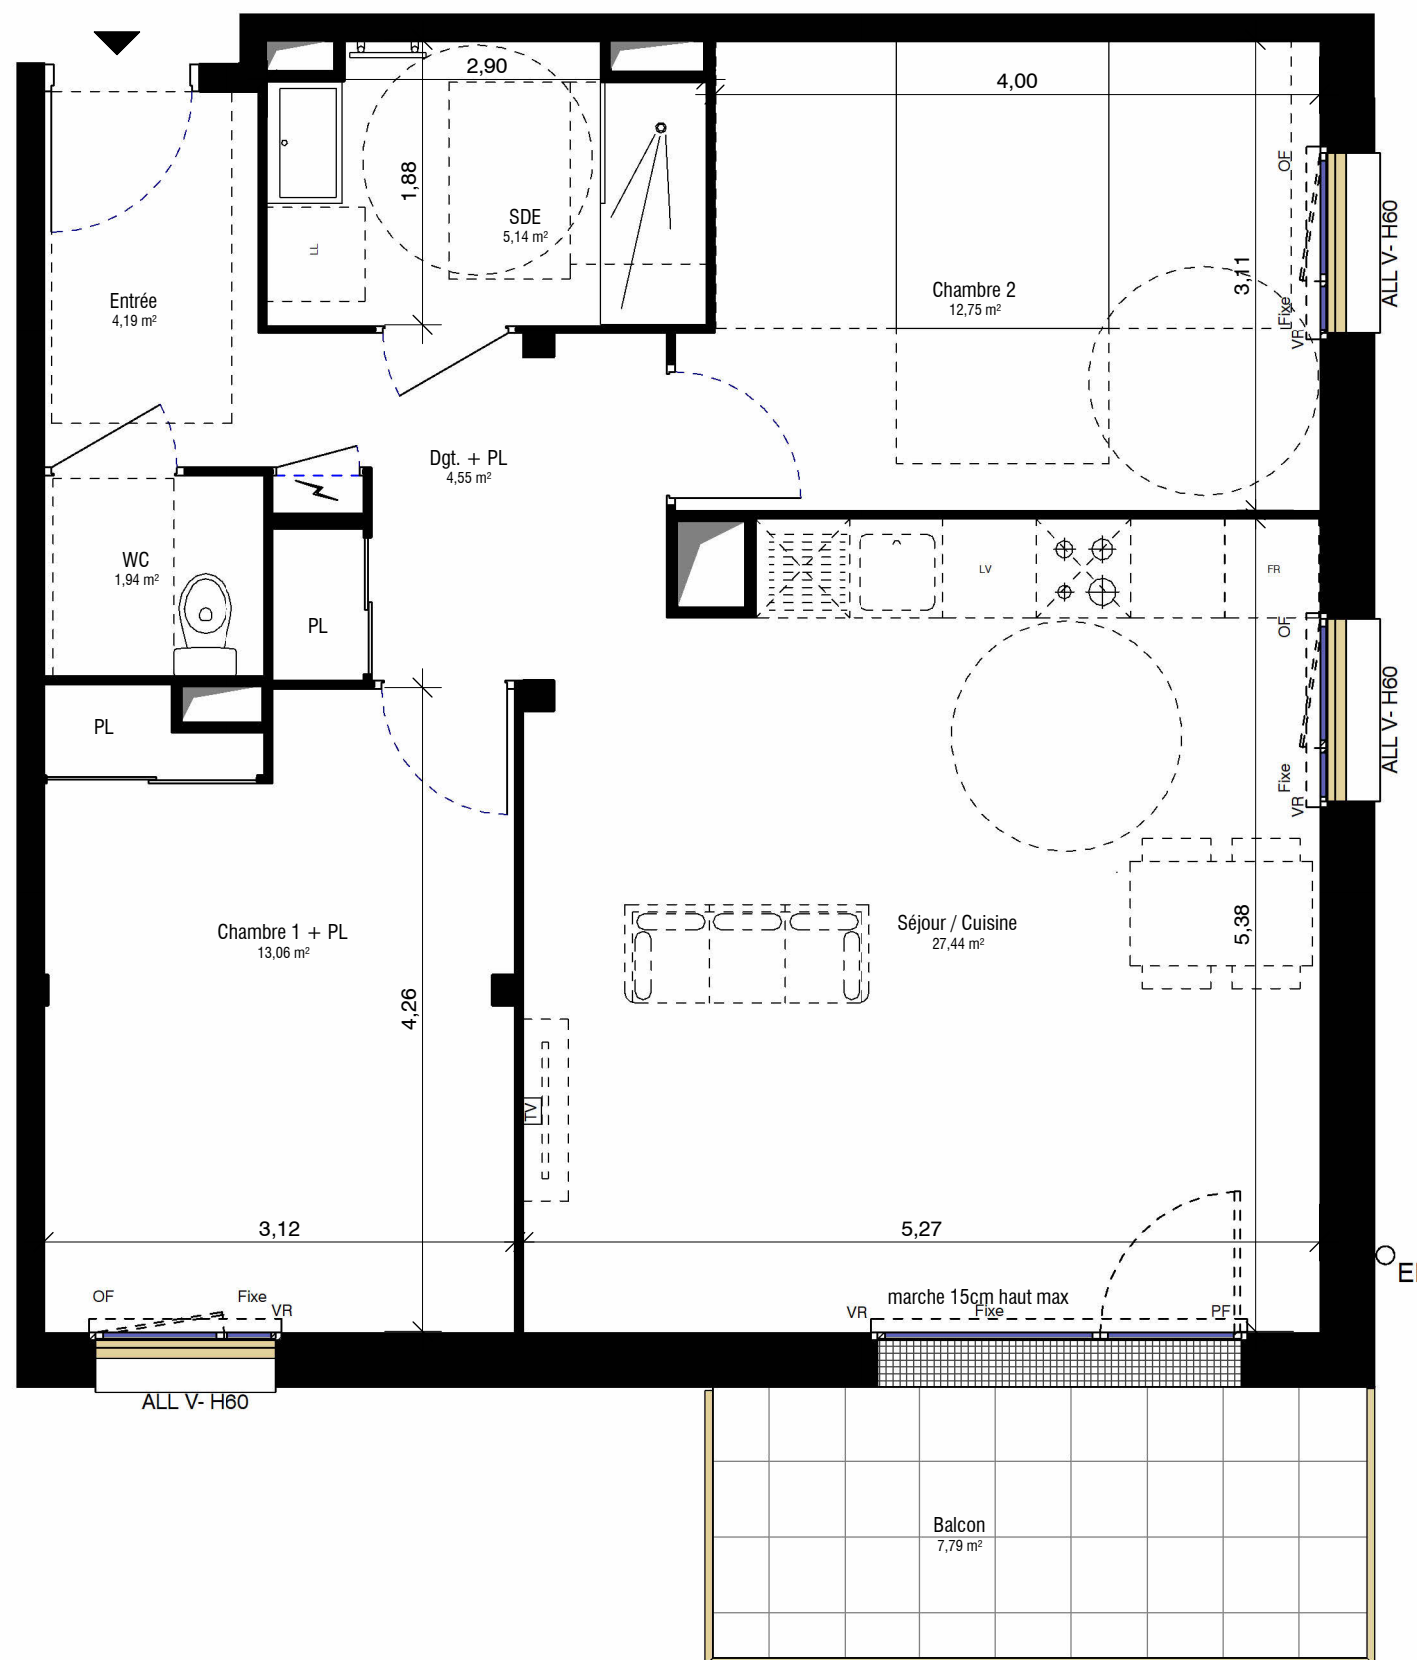 2,90
4,00
1,88
SDE
5,14 m²
LL
OF
ALL V- H60
3,11
Fixe
VR
Entrée
4,19 m²
Chambre 2
12,75 m²
Dgt. + PL
4,55 m²
WC
1,94 m²
PL
LV
FR
OF
ALL V- H60
Fixe
VR
PL
Chambre 1 + PL
13,06 m²
4,26
Séjour / Cuisine
27,44 m²
5,38
TV
3,12
5,27
OF
Fixe
VR
marche 15cm haut max
VR
Fixe
PF
ALL V- H60
Balcon
7,79 m²